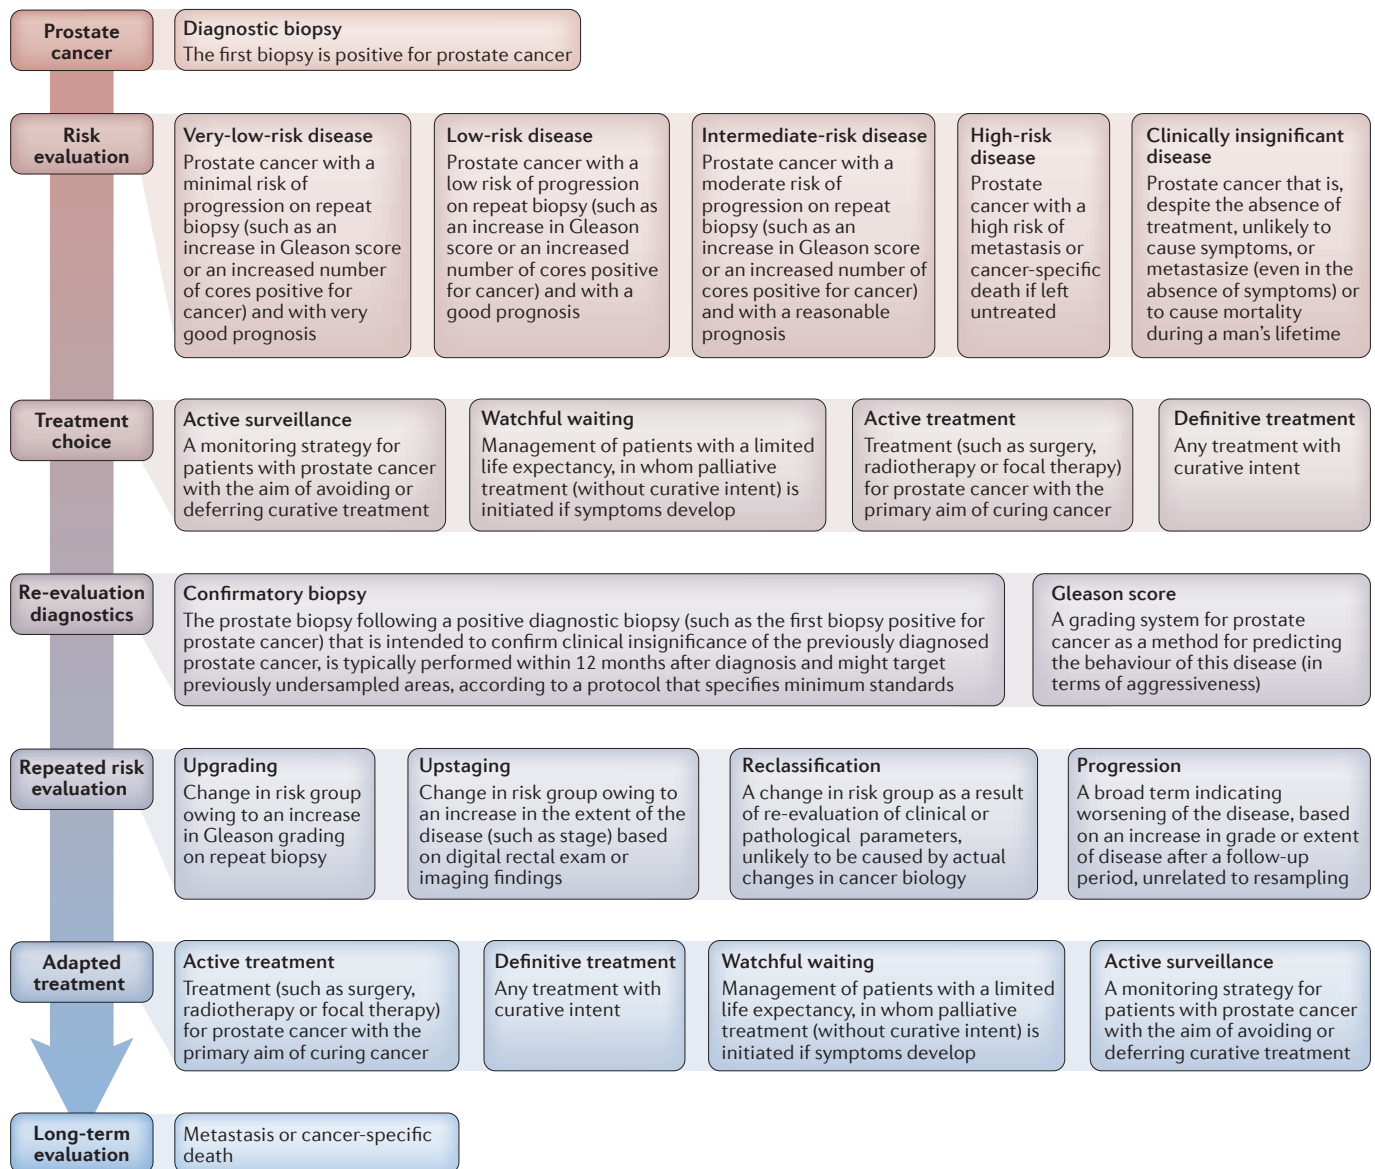 Prostate
cancer
Diagnostic biopsy
The first biopsy is positive for prostate cancer
Risk
evaluation
Very-low-risk disease
Prostate cancer with a
minimal risk of
progression on repeat
biopsy (such as an
increase in Gleason score
or an increased number
of cores positive for
cancer) and with very
good prognosis
Low-risk disease
Prostate cancer with a
low risk of progression
on repeat biopsy (such as
an increase in Gleason
score or an increased
number of cores positive
for cancer) and with a
good prognosis
Intermediate-risk disease
Prostate cancer with a
moderate risk of
progression on repeat
biopsy (such as an
increase in Gleason score
or an increased number of
cores positive for cancer)
and with a reasonable
prognosis
High-risk
disease
Prostate
cancer with a
high risk of
metastasis or
cancer-specific
death if left
untreated
Clinically insignificant
disease
Prostate cancer that is,
despite the absence of
treatment, unlikely to
cause symptoms, or
metastasize (even in the
absence of symptoms) or
to cause mortality
during a man's lifetime
Treatment
choice
Active surveillance
A monitoring strategy for
patients with prostate cancer
with the aim of avoiding or
deferring curative treatment
Watchful waiting
Management of patients with a limited
life expectancy, in whom palliative
treatment (without curative intent) is
initiated if symptoms develop
Active treatment
Treatment (such as surgery,
radiotherapy or focal therapy)
for prostate cancer with the
primary aim of curing cancer
Definitive treatment
Any treatment with
curative intent
Re-evaluation
diagnostics
Confirmatory biopsy
The prostate biopsy following a positive diagnostic biopsy (such as the first biopsy positive for
prostate cancer) that is intended to confirm clinical insignificance of the previously diagnosed
prostate cancer, is typically performed within 12 months after diagnosis and might target
previously undersampled areas, according to a protocol that specifies minimum standards
Gleason score
A grading system for prostate
cancer as a method for predicting
the behaviour of this disease (in
terms of aggressiveness)
Repeated risk
evaluation
Upgrading
Change in risk group
owing to an increase
in Gleason grading
on repeat biopsy
Upstaging
Change in risk group owing to
an increase in the extent of the
disease (such as stage) based
on digital rectal exam or
imaging findings
Reclassification
A change in risk group as a result
of re-evaluation of clinical or
pathological parameters,
unlikely to be caused by actual
changes in cancer biology
Progression
A broad term indicating
worsening of the disease, based
on an increase in grade or extent
of disease after a follow-up
period, unrelated to resampling
Adapted
treatment
Active treatment
Treatment (such as surgery,
radiotherapy or focal therapy)
for prostate cancer with the
primary aim of curing cancer
Definitive treatment
Any treatment with
curative intent
Watchful waiting
Management of patients with a limited
life expectancy, in whom palliative
treatment (without curative intent) is
initiated if symptoms develop
Active surveillance
A monitoring strategy for
patients with prostate cancer
with the aim of avoiding or
deferring curative treatment
Long-term
evaluation
Metastasis or cancer-specific
death